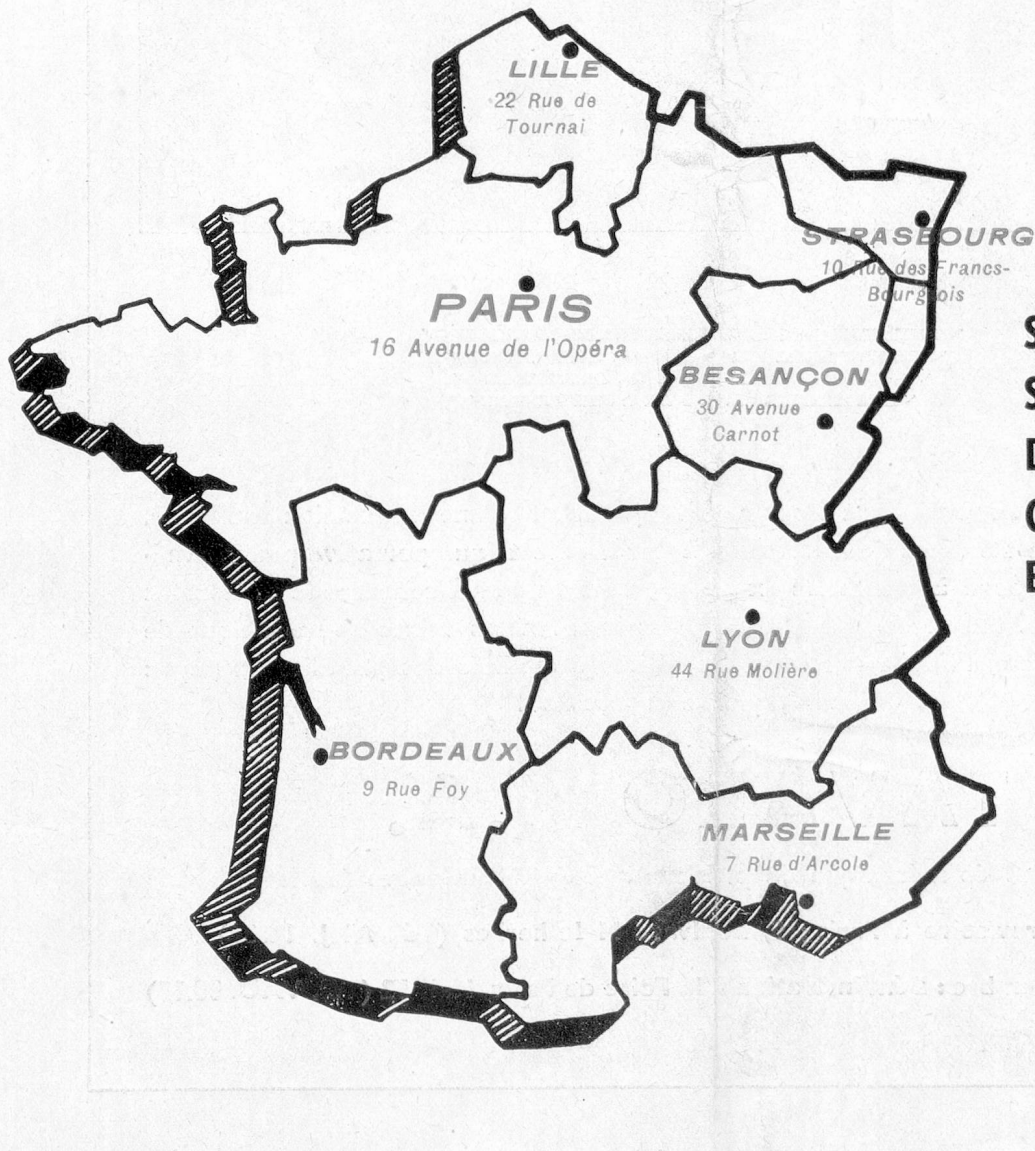 LILLE
22 Rue de
Tournai
STRASBOURG
10 Rue des Francs-
Bourgeois
PARIS
16 Avenue de l'Opéra
BESANÇON
30 Avenue
Carnot
LYON
44 Rue Molière
BORDEAUX
9 Rue Foy
MARSEILLE
7 Rue d'Arcole
S
S
D